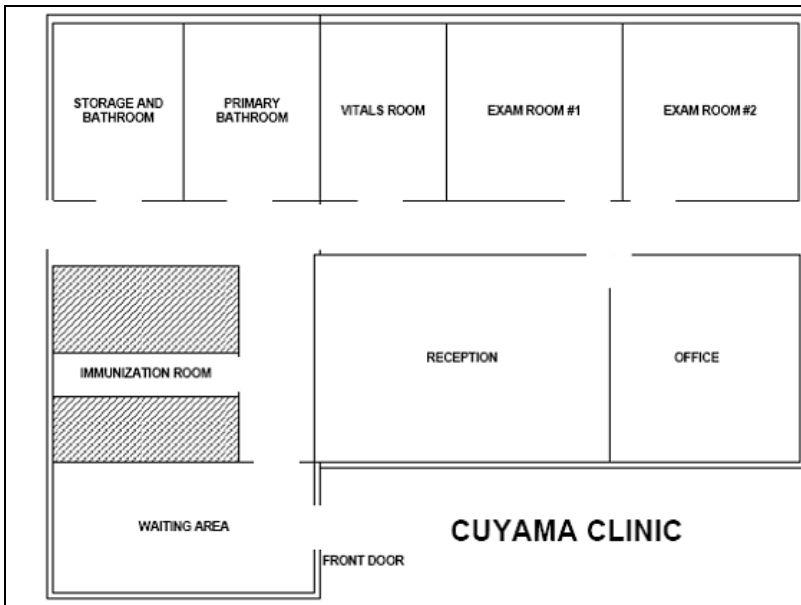 STORAGE AND
BATHROOM
PRIMARY
BATHROOM
VITALS ROOM
EXAM ROOM #1
EXAM ROOM #2
IMMUNIZATION ROOM
RECEPTION
OFFICE
WAITING AREA
CUYAMA CLINIC
FRONT DOOR